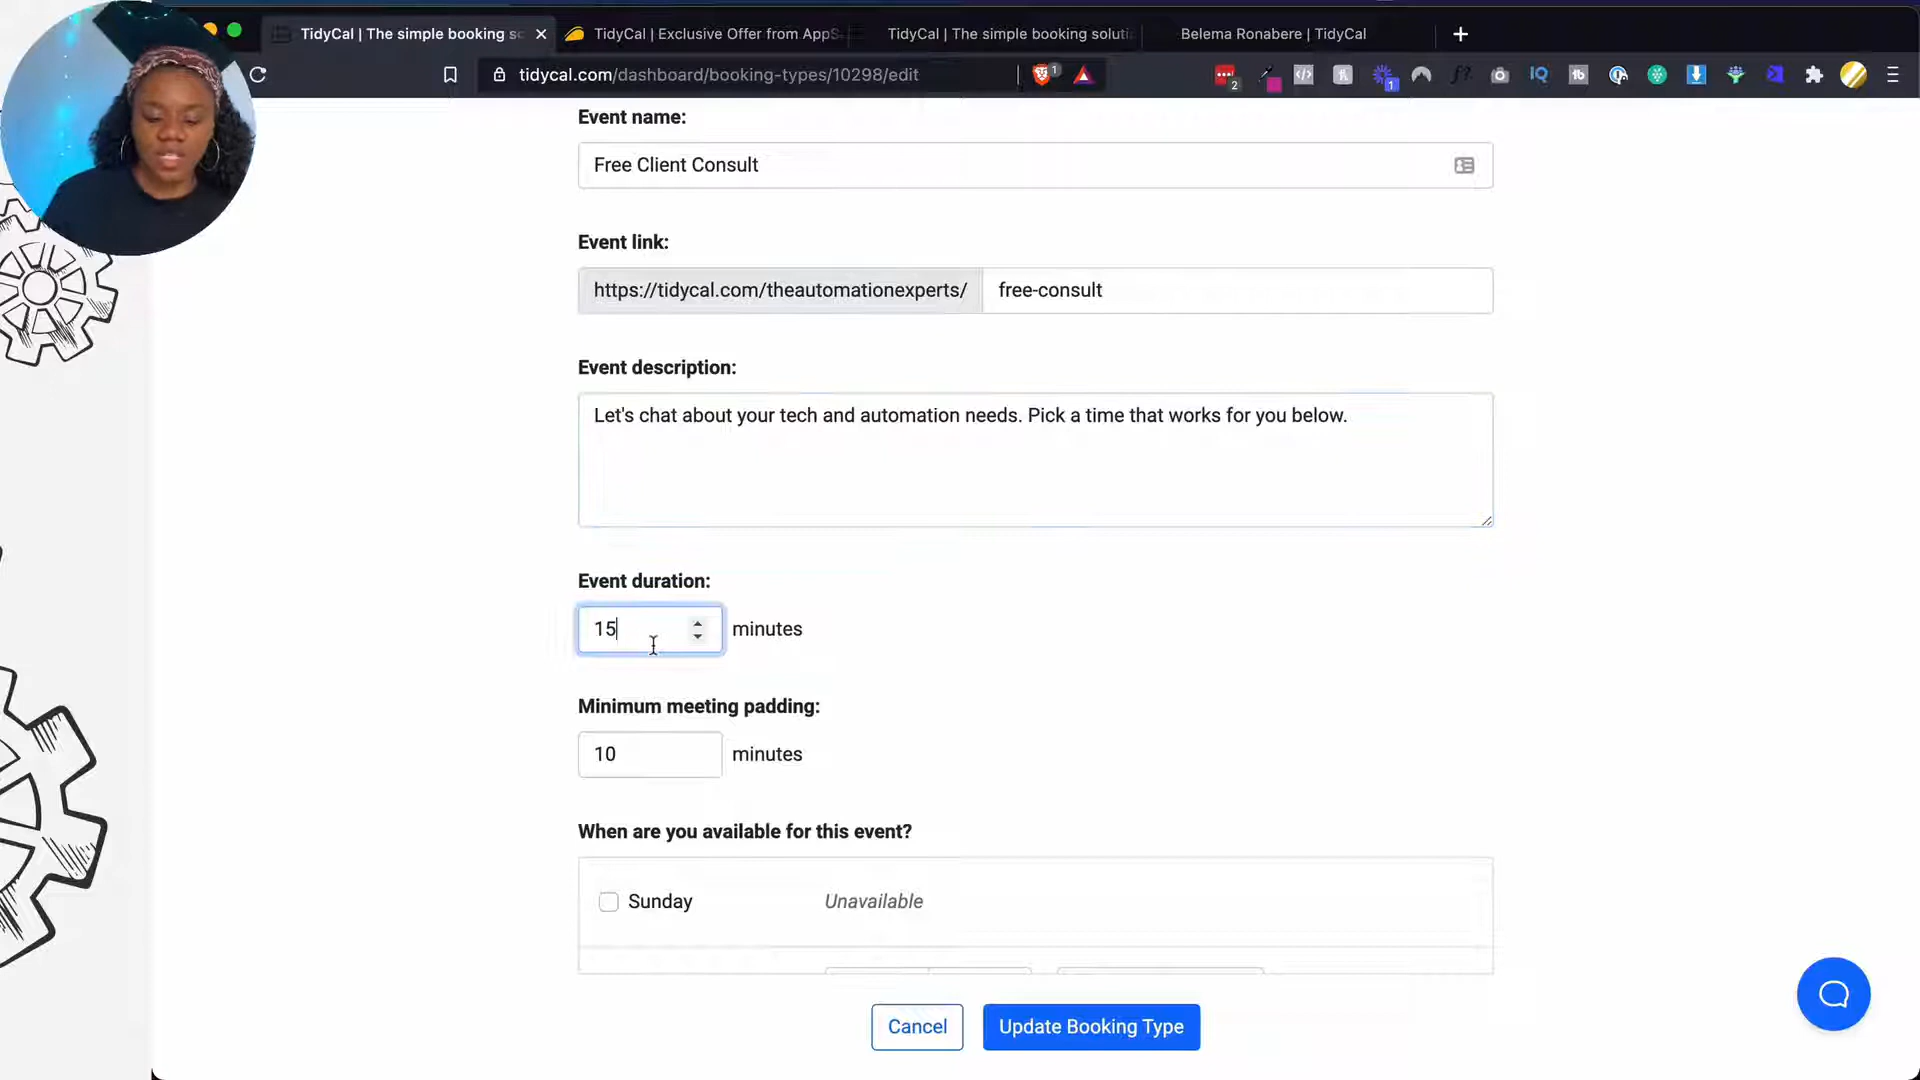 TidyCal | The simple booking s
TidyCal | Exclusive Offer from AppS
TidyCal | The simple booking soluti
Belema Ronabere | TidyCal
tidycal.com/dashboard/booking-types/10298/edit
1
2
1
IQ
Event name:
Free Client Consult
Event link:
https://tidycal.com/theautomationexperts/ free-consult
Event description:
Let's chat about your tech and automation needs. Pick a time that works for you below.
Event duration:
15 minutes
Minimum meeting padding:
10 minutes
When are you available for this event?
Sunday Unavailable
Cancel Update Booking Type